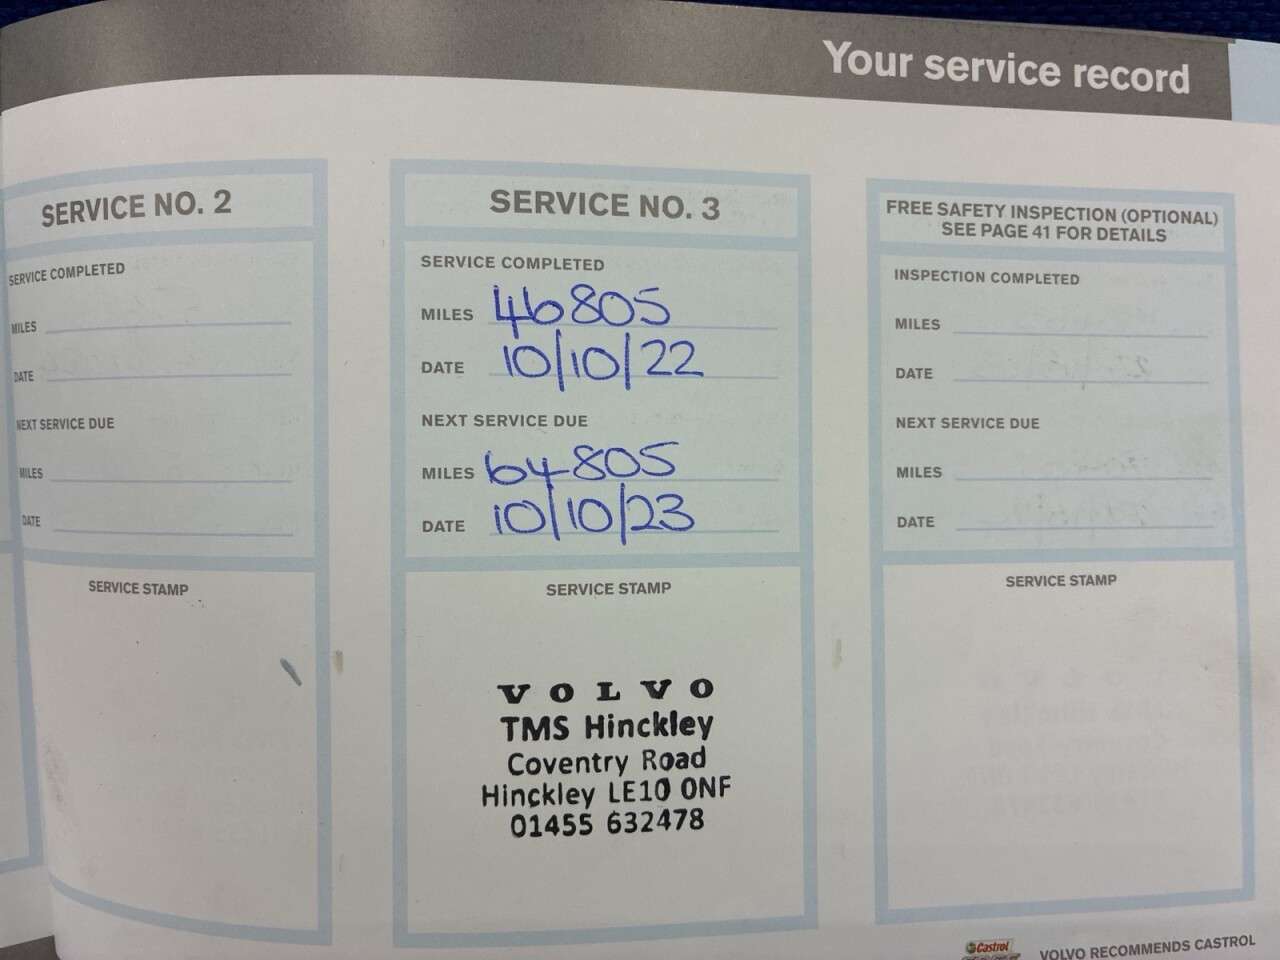 Your service record
SERVICE NO. 2
SERVICE COMPLETED
MILES
DATE
NEXT SERVICE DUE
MILES
DATE
SERVICE STAMP
SERVICE NO. 3
SERVICE COMPLETED
MILES 46805
DATE 10/10/22
NEXT SERVICE DUE
MILES 64805
DATE 10/10/23
SERVICE STAMP
VOLVO
TMS Hinckley
Coventry Road
Hinckley LE10 0NF
01455 632478
FREE SAFETY INSPECTION (OPTIONAL)
SEE PAGE 41 FOR DETAILS
INSPECTION COMPLETED
MILES
DATE
NEXT SERVICE DUE
MILES
DATE
SERVICE STAMP
Castrol
VOLVO RECOMMENDS CASTROL